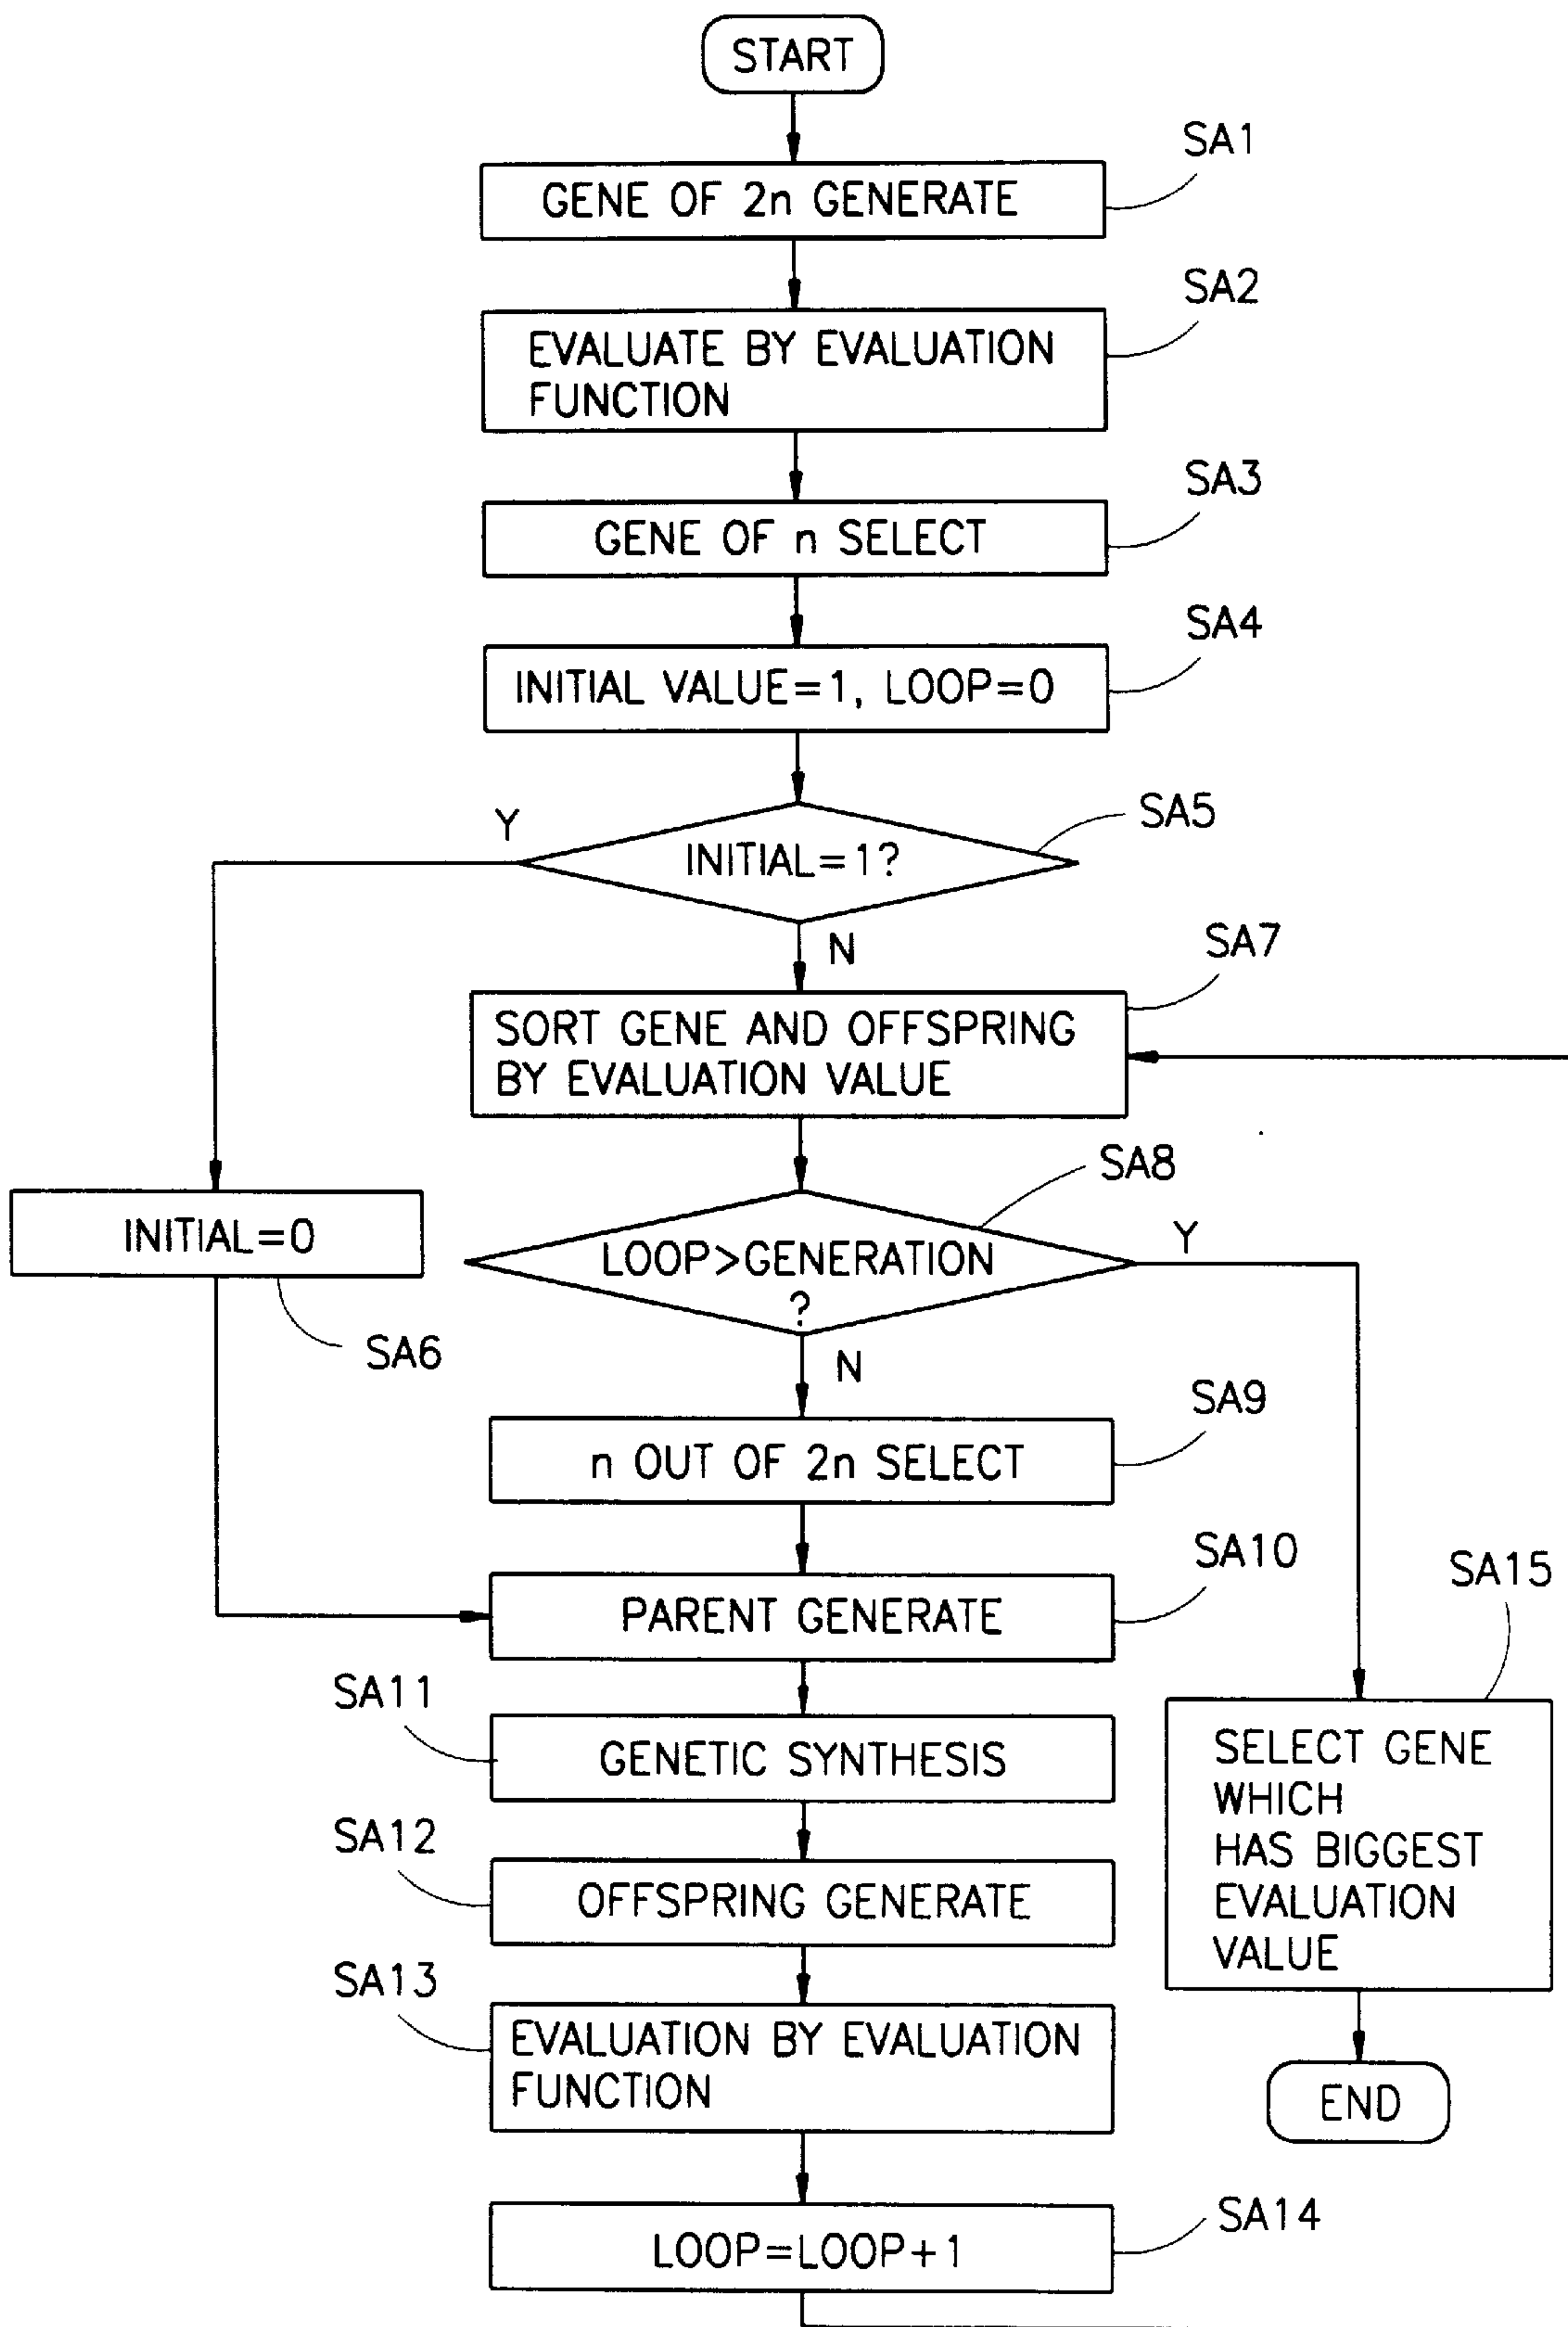 START
SA1
GENE OF 2n GENERATE
SA2
EVALUATE BY EVALUATION
FUNCTION
SA3
GENE OF n SELECT
SA4
INITIAL VALUE=1, LOOP=0
SA5
Y
INITIAL=1?
N
SA7
SORT GENE AND OFFSPRING
BY EVALUATION VALUE
SA8
INITIAL=0
LOOP>GENERATION
?
Y
SA6
N
SA9
n OUT OF 2n SELECT
SA10
PARENT GENERATE
SA15
SA11
GENETIC SYNTHESIS
SELECT GENE
WHICH
HAS BIGGEST
EVALUATION
VALUE
SA12
OFFSPRING GENERATE
SA13
EVALUATION BY EVALUATION
FUNCTION
END
SA14
LOOP=LOOP+1